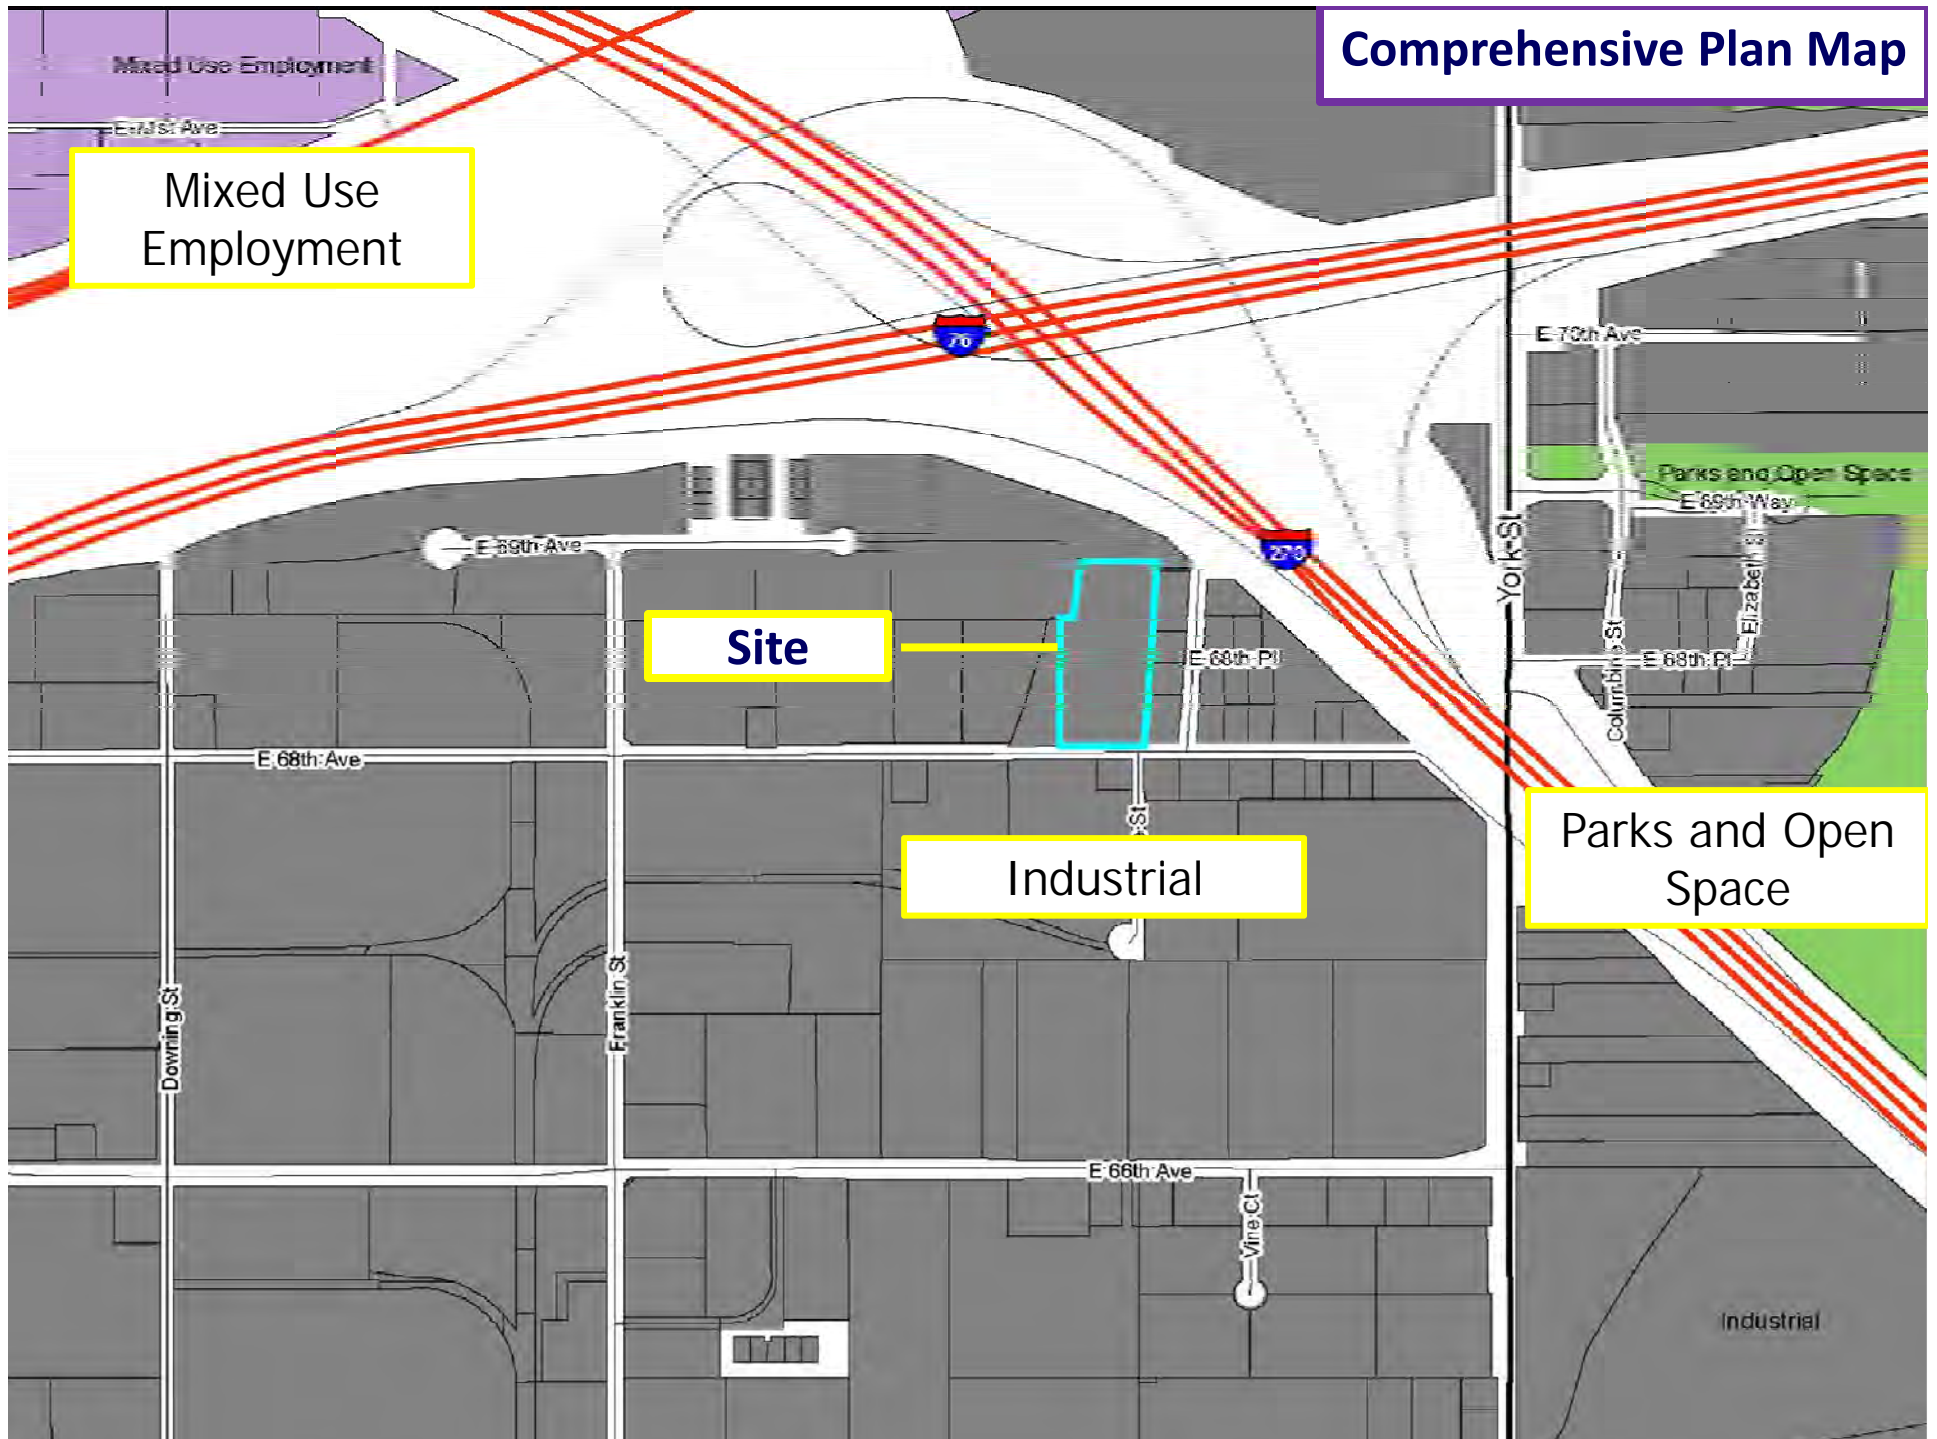 Comprehensive Plan Map
Mixed Use Employment
E 71st Ave
Mixed Use
Employment
76
E 70th Ave
Parks and Open Space
E 69th Way
E 69th Ave
270
York St
Elizabeth St
Site
E 68th Pl
E 68th Pl
Columbine St
E 68th Ave
St
Industrial
Parks and Open
Space
Downing St
Franklin St
E 66th Ave
Vine Ct
Industrial